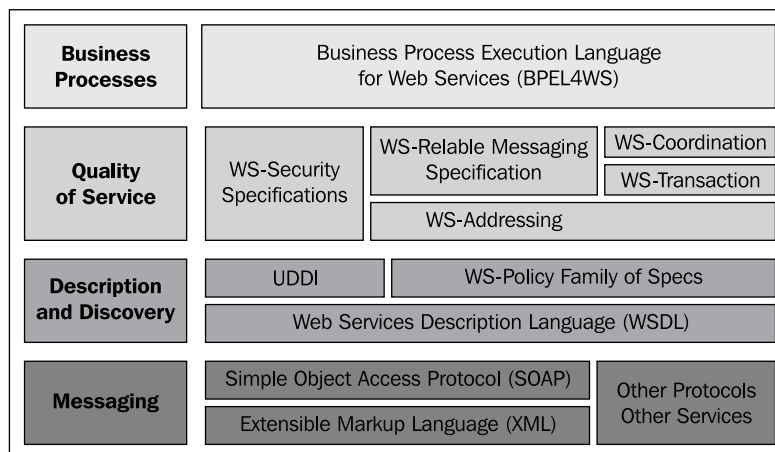 Business
Processes
Business Process Execution Language
for Web Services (BPEL4WS)
Quality
of Service
WS-Security
Specifications
WS-Relable Messaging
Specification
WS-Coordination
WS-Transaction
WS-Addressing
Description
and Discovery
UDDI
WS-Policy Family of Specs
Web Services Description Language (WSDL)
Messaging
Simple Object Access Protocol (SOAP)
Extensible Markup Language (XML)
Other Protocols
Other Services